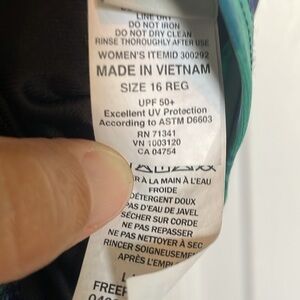 LINE DRY
DO NOT IRON
DO NOT DRY CLEAN
RINSE THOROUGHLY AFTER USE
WOMEN'S ITEMID 300292
MADE IN VIETNAM
SIZE 16 REG
UPF 50+
Excellent UV Protection
According to ASTM D6603
RN 71341
VN 1003120
CA 04754
R À LA MAIN À L'EAU
FROIDE
DÉTERGENT DOUX
PAS D'EAU DE JAVEL
SÉCHER SUR CORDE
NE PAS REPASSER
NE PAS NETTOYER À SEC
RINCER SOIGNEUSEMENT
APRÈS L'EMPLOI